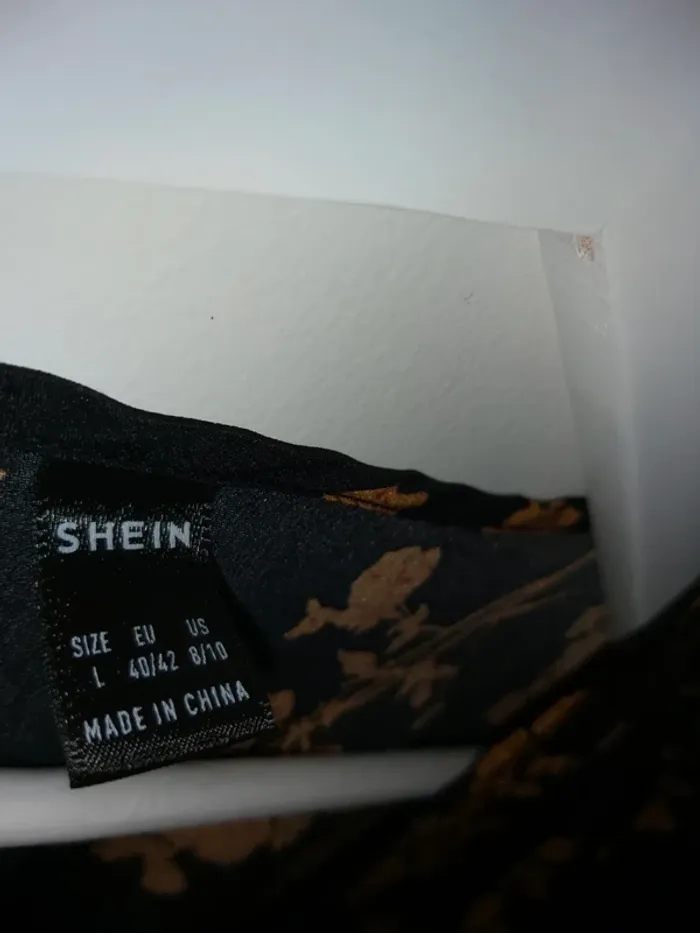 SHEIN
SIZE EU US
L 40/42 8/10
MADE IN CHINA